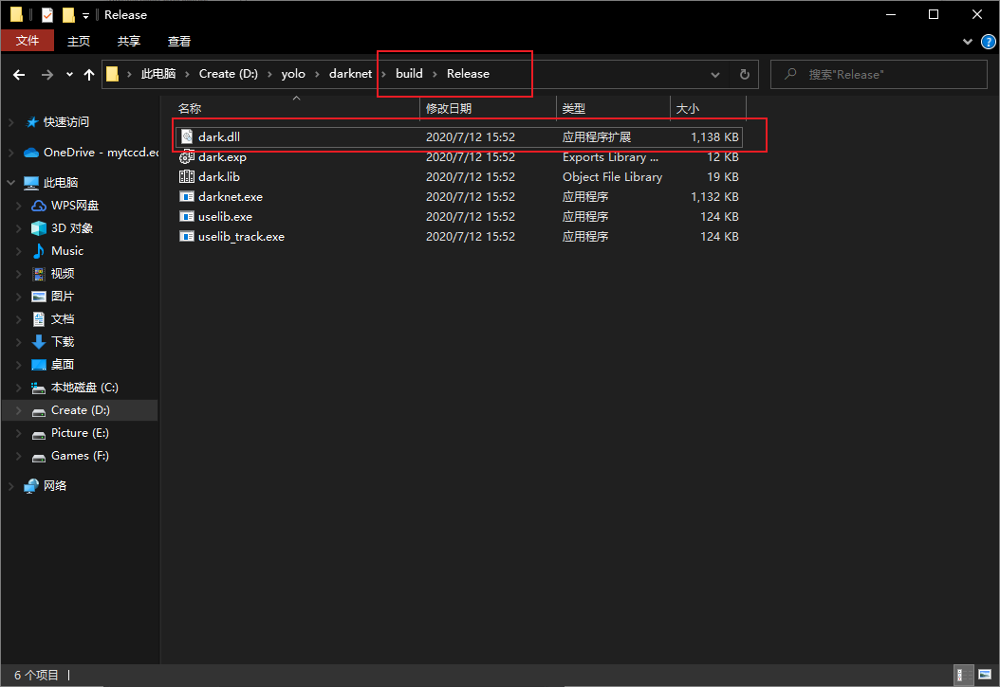 Release
文件 主页 共享 查看
此电脑 Create (D:) yolo darknet build Release 搜索"Release"
名称 修改日期 类型 大小
dark.dll 2020/7/12 15:52 应用程序扩展 1,138 KB
dark.exp 2020/7/12 15:52 Exports Library ... 12 KB
dark.lib 2020/7/12 15:52 Object File Library 19 KB
darknet.exe 2020/7/12 15:52 应用程序 1,132 KB
uselib.exe 2020/7/12 15:52 应用程序 124 KB
uselib_track.exe 2020/7/12 15:52 应用程序 124 KB
快速访问
OneDrive - mytccd.ec
此电脑
WPS网盘
3D 对象
Music
视频
图片
文档
下载
桌面
本地磁盘 (C:)
Create (D:)
Picture (E:)
Games (F:)
网络
6 个项目